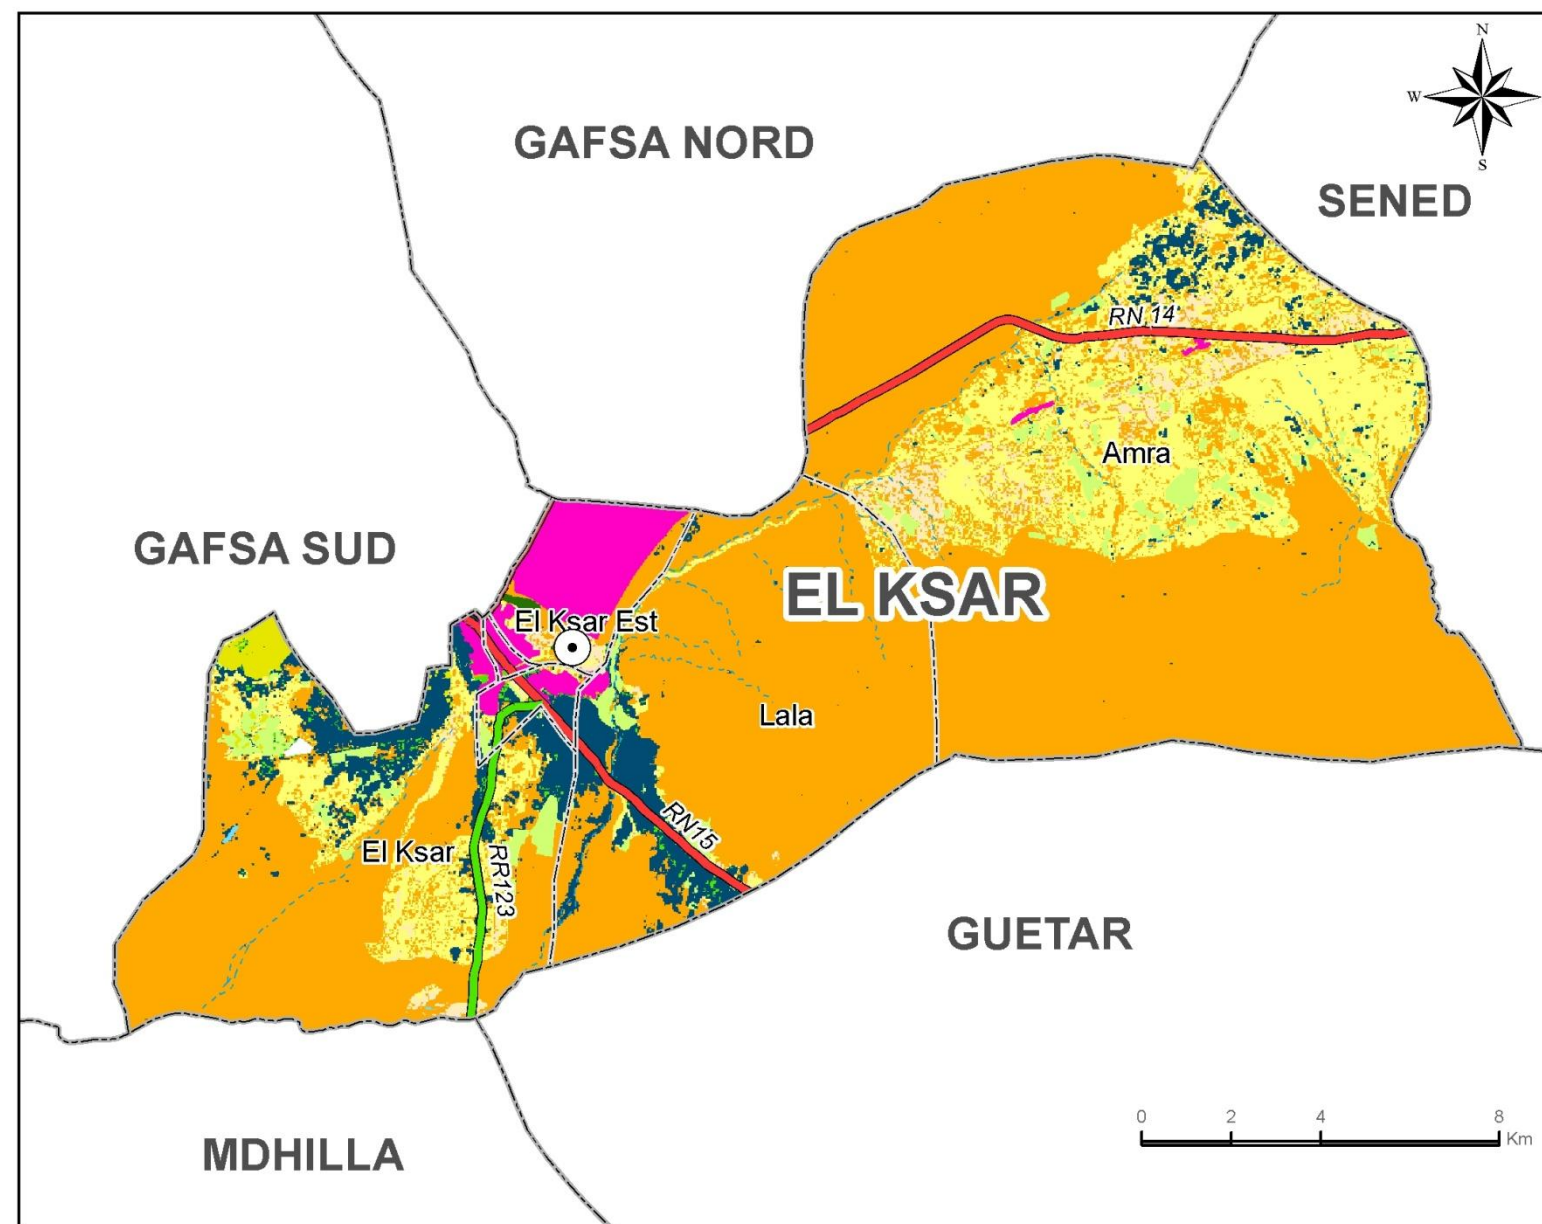 N
W
S
GAFSA NORD
SENED
RN 14
Amra
GAFSA SUD
EL KSAR
El Ksar Est
Lala
RN15
El Ksar
RR123
GUETAR
0 2 4 8
Km
MDHILLA